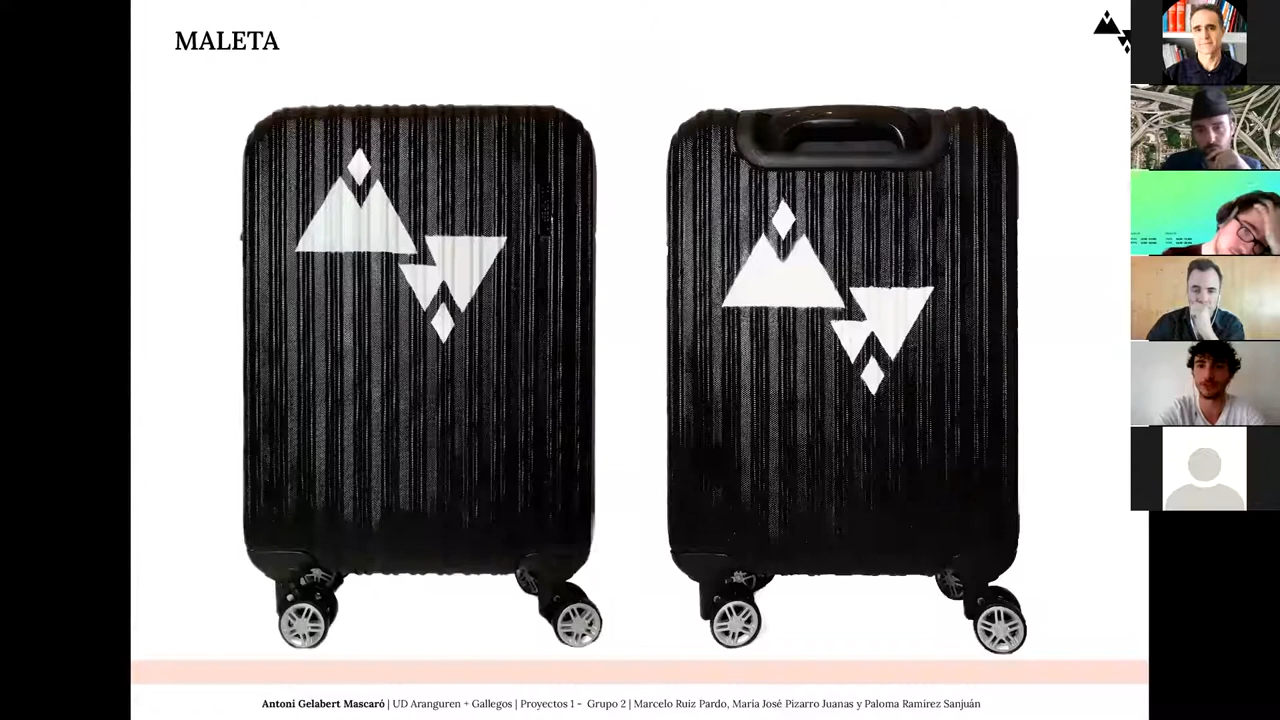 MALETA
Antoni Gelabert Mascaró | UD Aranguren + Gallegos | Proyectos 1 - Grupo 2 | Marcelo Ruiz Pardo, María José Pizarro Juanas y Paloma Ramírez Sanjuán